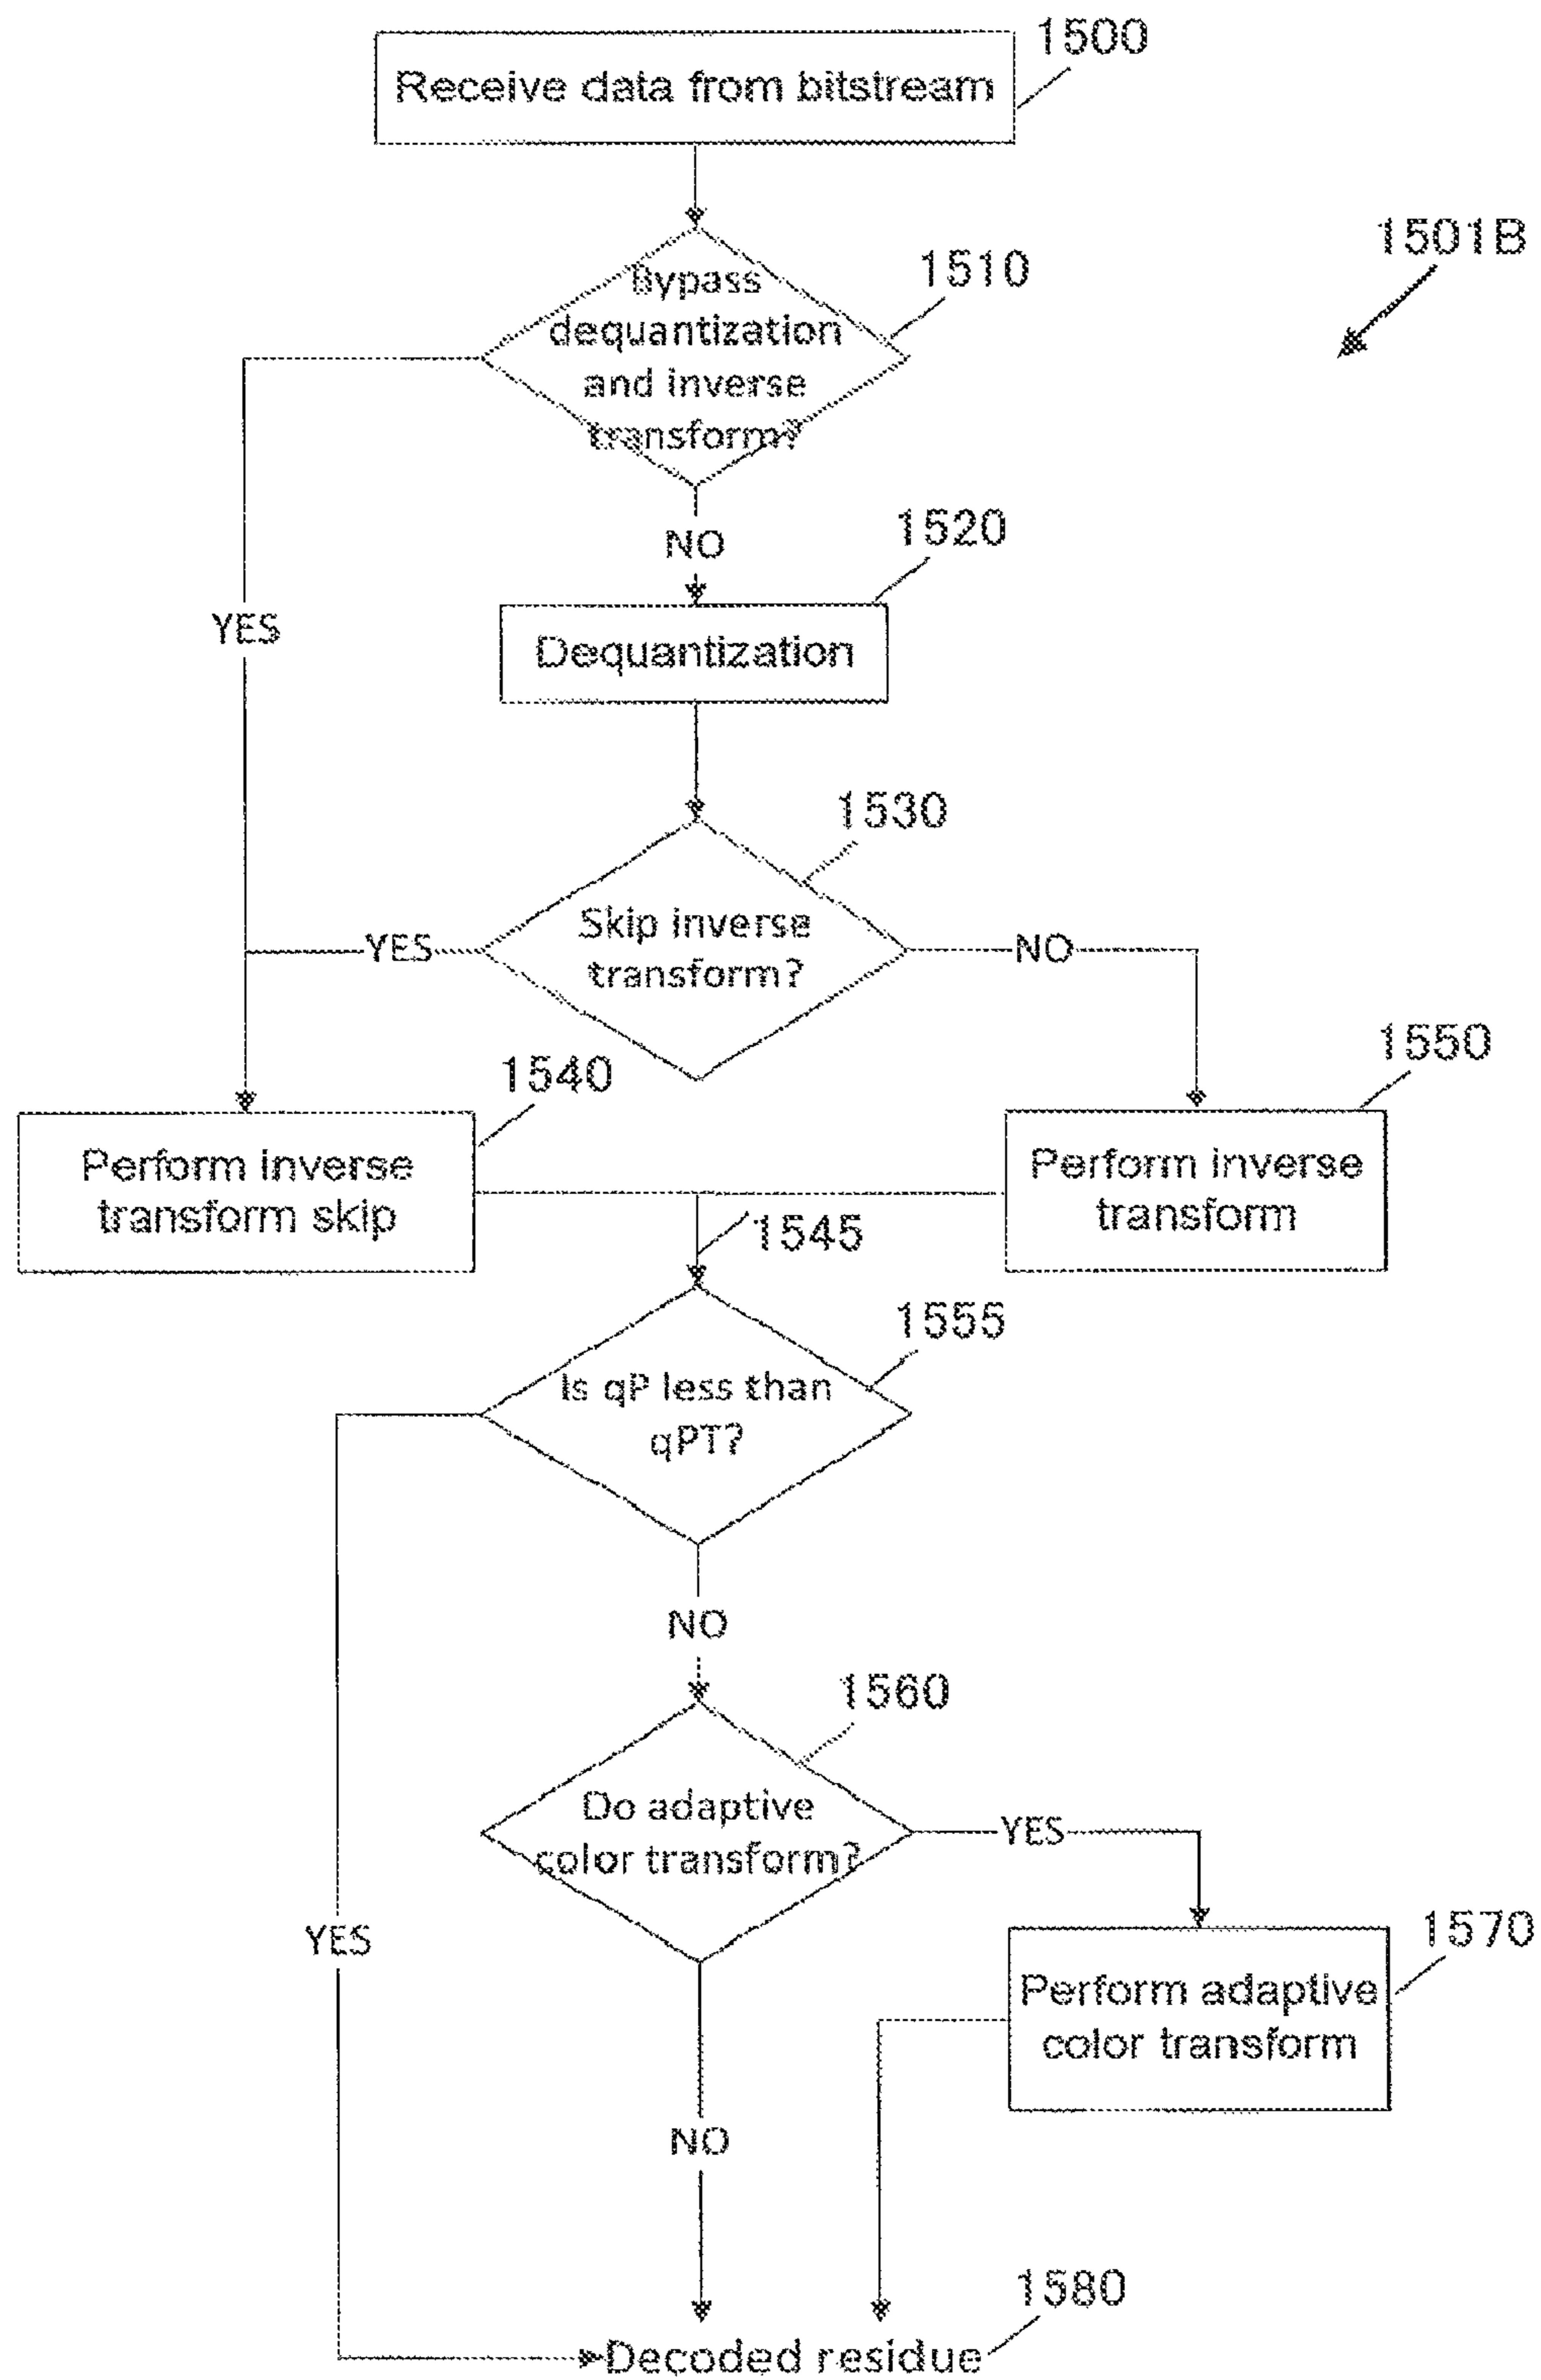 1500
Receive data from bitstream
1501B
1510
Bypass
dequantization
and inverse
transform?
NO
1520
YES
Dequantization
1530
Skip inverse
transform?
YES
NO
1540
1550
Perform inverse
transform skip
Perform inverse
transform
1545
1555
Is qP less than
qPT?
NO
1560
Do adaptive
color transform?
YES
1570
YES
Perform adaptive
color transform
NO
1580
Decoded residue